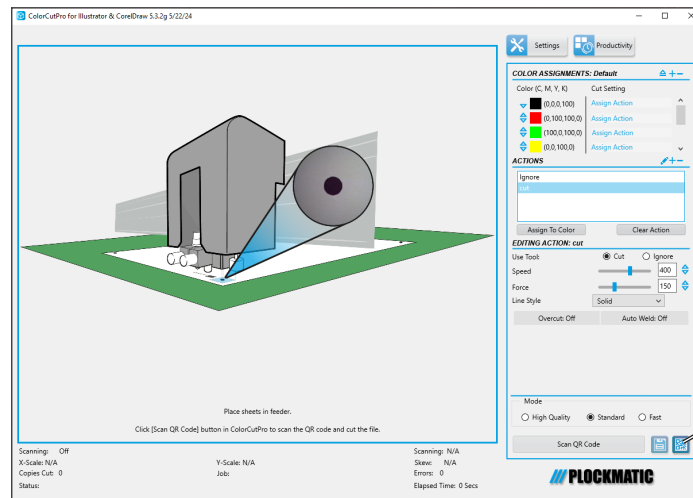 ColorCutPro for Illustrator & CorelDraw 5.3.2g 5/22/24
Settings
Productivity
COLOR ASSIGNMENTS: Default
Color (C, M, Y, K) Cut Setting
(0,0,0,100) Assign Action
(0,100,100,0) Assign Action
(100,0,100,0) Assign Action
(0,0,100,0) Assign Action
ACTIONS
Ignore
cut
Assign To Color Clear Action
EDITING ACTION: cut
Use Tool: Cut Ignore
Speed 400
Force 150
Line Style Solid
Overcut: Off Auto Weld: Off
Mode
High Quality Standard Fast
Scan QR Code
Place sheets in feeder.
Click [Scan QR Code] button in ColorCutPro to scan the QR code and cut the file.
Scanning: Off Scanning: N/A
X-Scale: N/A Y-Scale: N/A Skew: N/A
Copies Cut: 0 Job: Errors: 0
Status: Elapsed Time: 0 Secs
PLOCKMATIC